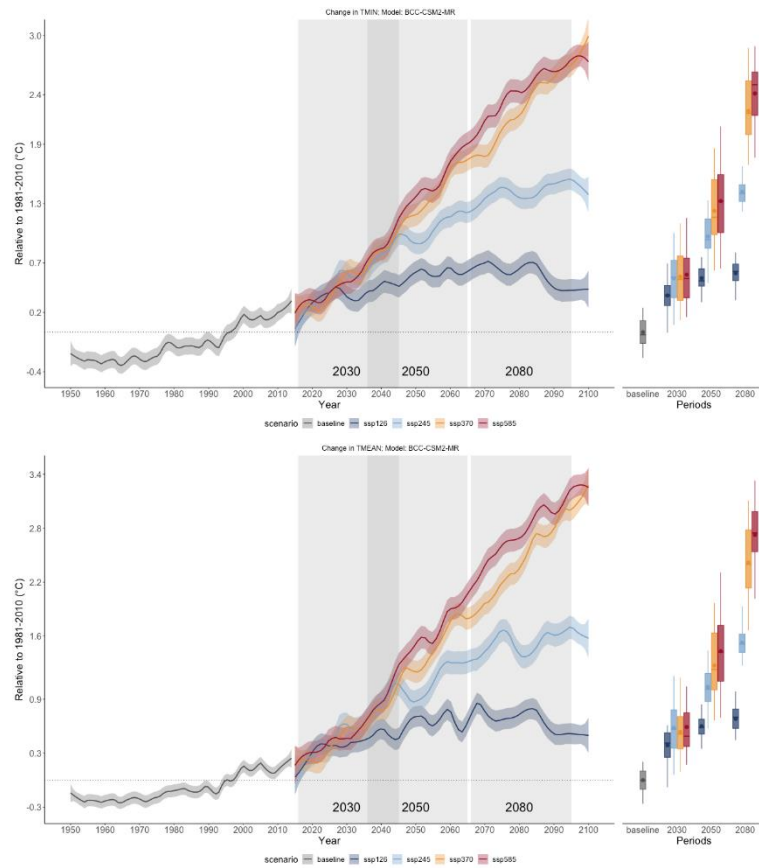 Change in TMIN; Model: BCC-CSM2-MR
Relative to 1981-2010 (°C)
3.0
2.4
1.9
1.3
0.7
0.2
-0.4
2030 2050 2080
1950 1960 1970 1980 1990 2000 2010 2020 2030 2040 2050 2060 2070 2080 2090 2100
Year
baseline 2030 2050 2080
Periods
scenario baseline ssp126 ssp245 ssp370 ssp585
Change in TMEAN; Model: BCC-CSM2-MR
Relative to 1981-2010 (°C)
3.4
2.8
2.2
1.6
0.9
0.3
-0.3
2030 2050 2080
1950 1960 1970 1980 1990 2000 2010 2020 2030 2040 2050 2060 2070 2080 2090 2100
Year
baseline 2030 2050 2080
Periods
scenario baseline ssp126 ssp245 ssp370 ssp585